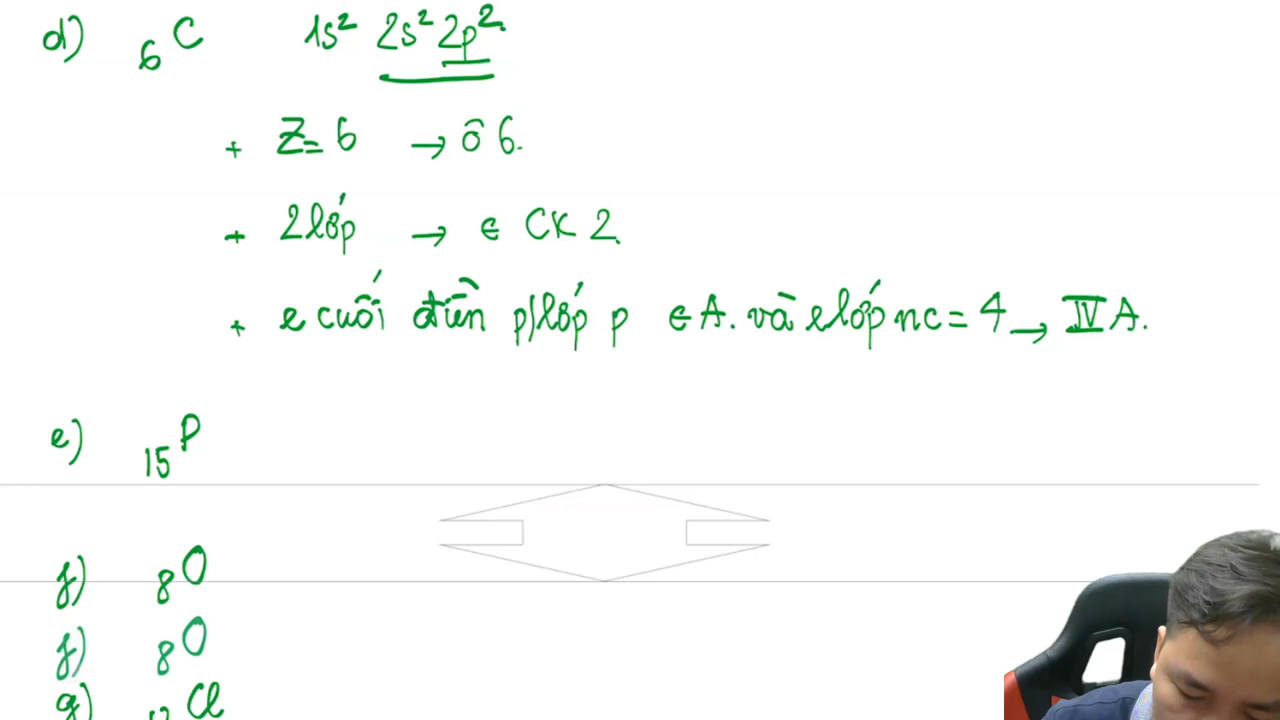 d) ₆C 1s² 2s² 2p²
+ Z=6 → ô 6.
+ 2 lớp → ∈ CK 2
+ e cuối điền p/lớp p ∈ A. và e lớp nc = 4 → IVA.
e) ₁₅P
f) ₈O
f) ₈O
g) Cl